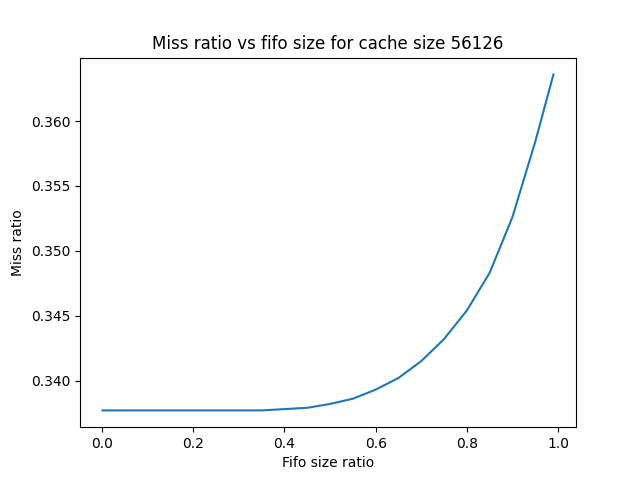 Miss ratio vs fifo size for cache size 56126
0.360
0.355
0.350
0.345
0.340
Miss ratio
0.0 0.2 0.4 0.6 0.8 1.0
Fifo size ratio